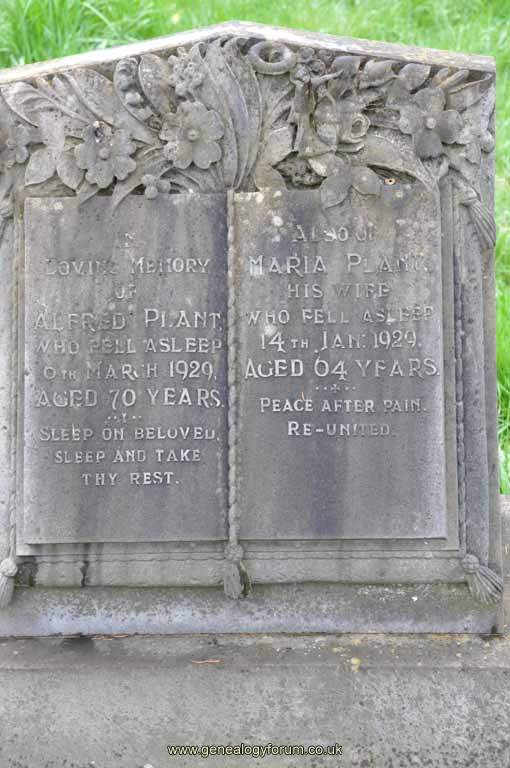 IN
LOVING MEMORY
OF
ALFRED PLANT,
WHO FELL ASLEEP
MARCH 1929,
AGED 70 YEARS.
SLEEP ON BELOVED,
SLEEP AND TAKE
THY REST.
ALSO OF
MARIA PLANT,
HIS WIFE
WHO FELL ASLEEP
14TH JAN. 1929,
AGED 64 YEARS.
PEACE AFTER PAIN.
RE-UNITED.
www.genealogyforum.co.uk